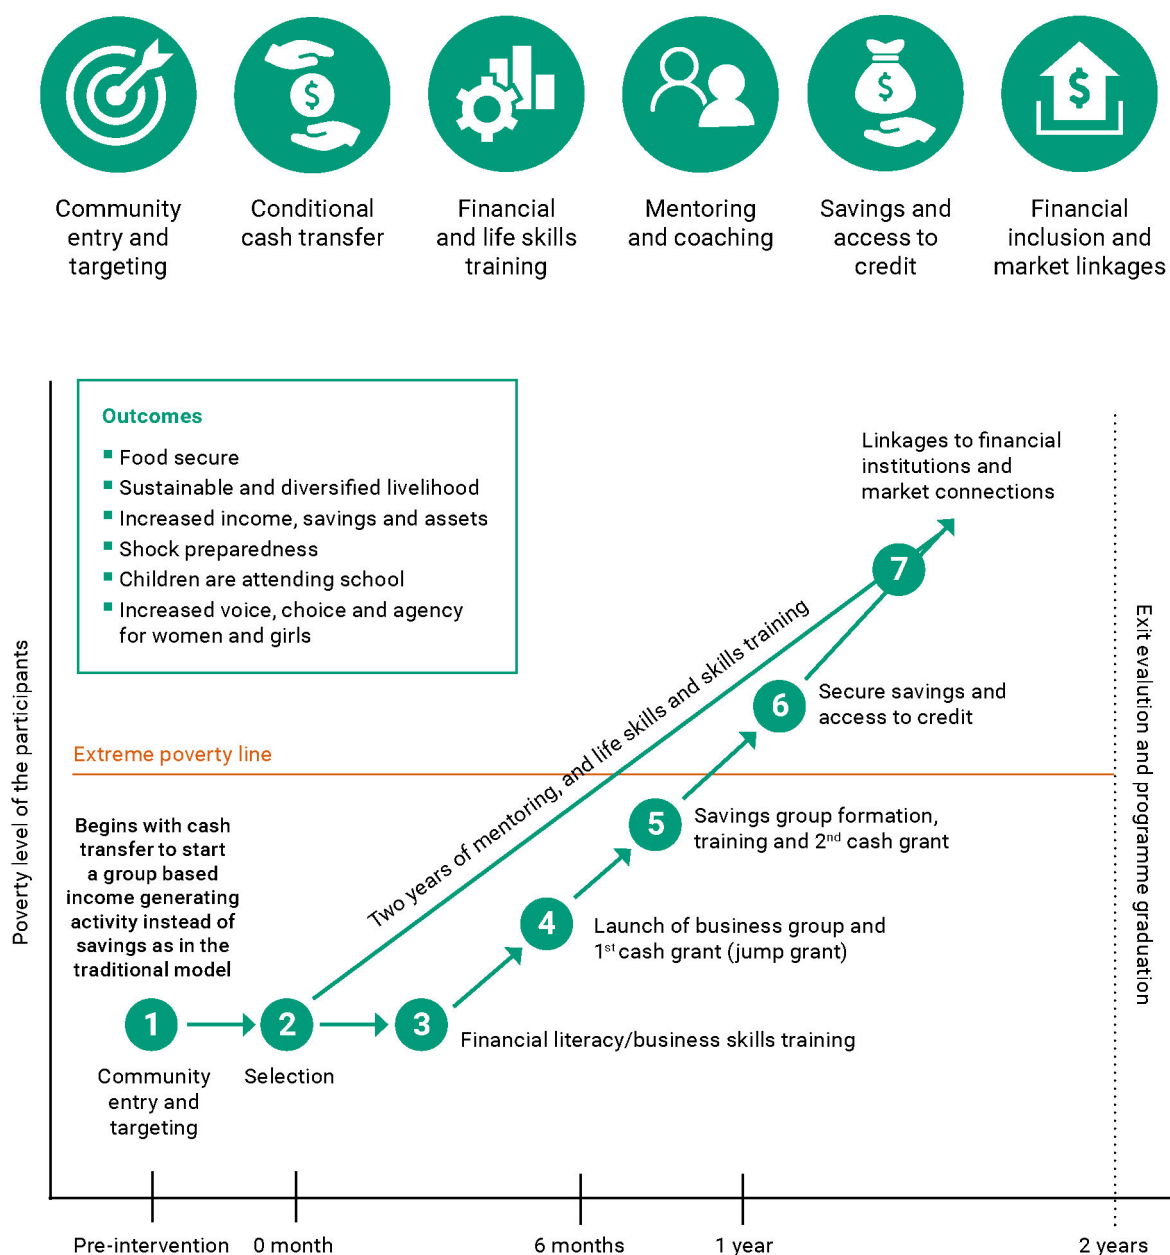 $
$
$
Community
entry and
targeting
Conditional
cash transfer
Financial
and life skills
training
Mentoring
and coaching
Savings and
access to
credit
Financial
inclusion and
market linkages
Outcomes
Food secure
Sustainable and diversified livelihood
Increased income, savings and assets
Shock preparedness
Children are attending school
Increased voice, choice and agency
for women and girls
Linkages to financial
institutions and
market connections
7
Two years of mentoring, and life skills and skills training
6
Secure savings and
access to credit
Extreme poverty line
Begins with cash
transfer to start
a group based
income generating
activity instead of
savings as in the
traditional model
5
Savings group formation,
training and 2nd cash grant
4
Launch of business group and
1st cash grant (jump grant)
1
2
3
Financial literacy/business skills training
Community
entry and
targeting
Selection
Poverty level of the participants
Exit evaluation and programme graduation
Pre-intervention
0 month
6 months
1 year
2 years